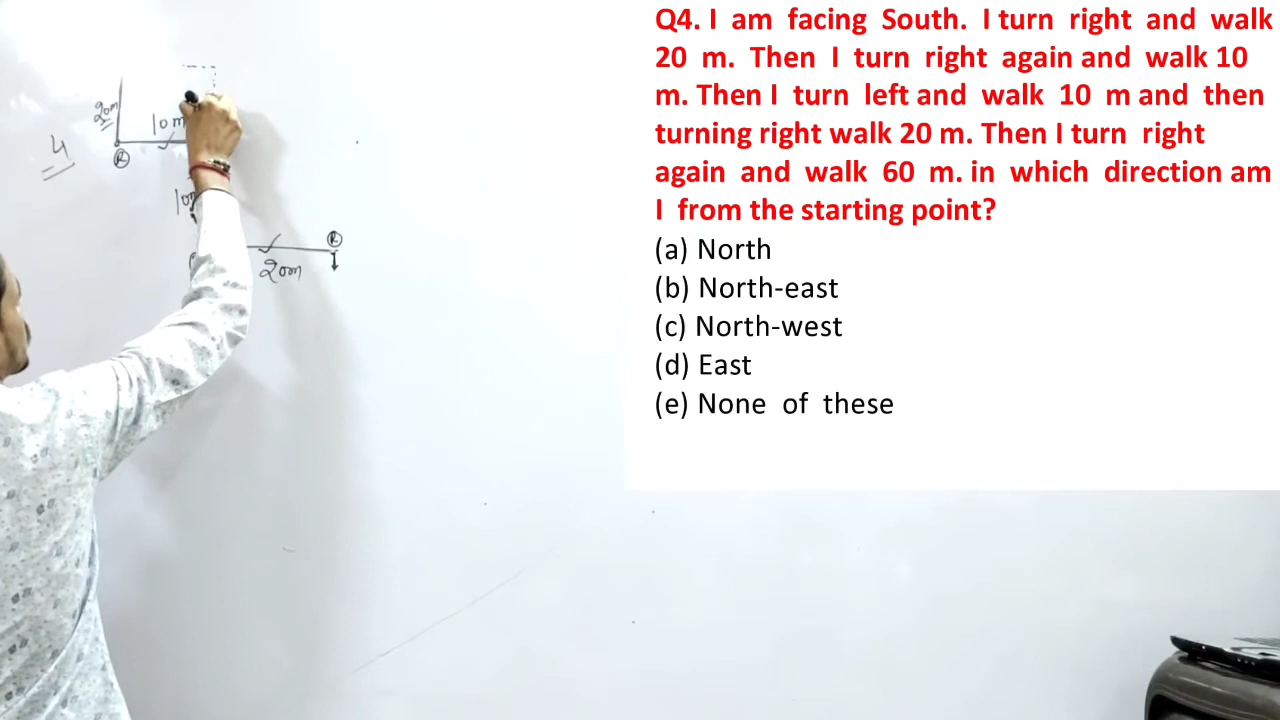 Q4. I am facing South. I turn right and walk
20 m. Then I turn right again and walk 10
m. Then I turn left and walk 10 m and then
turning right walk 20 m. Then I turn right
again and walk 60 m. in which direction am
I from the starting point?
(a) North
(b) North-east
(c) North-west
(d) East
(e) None of these
20m
10m
4
R
10m
R
20m